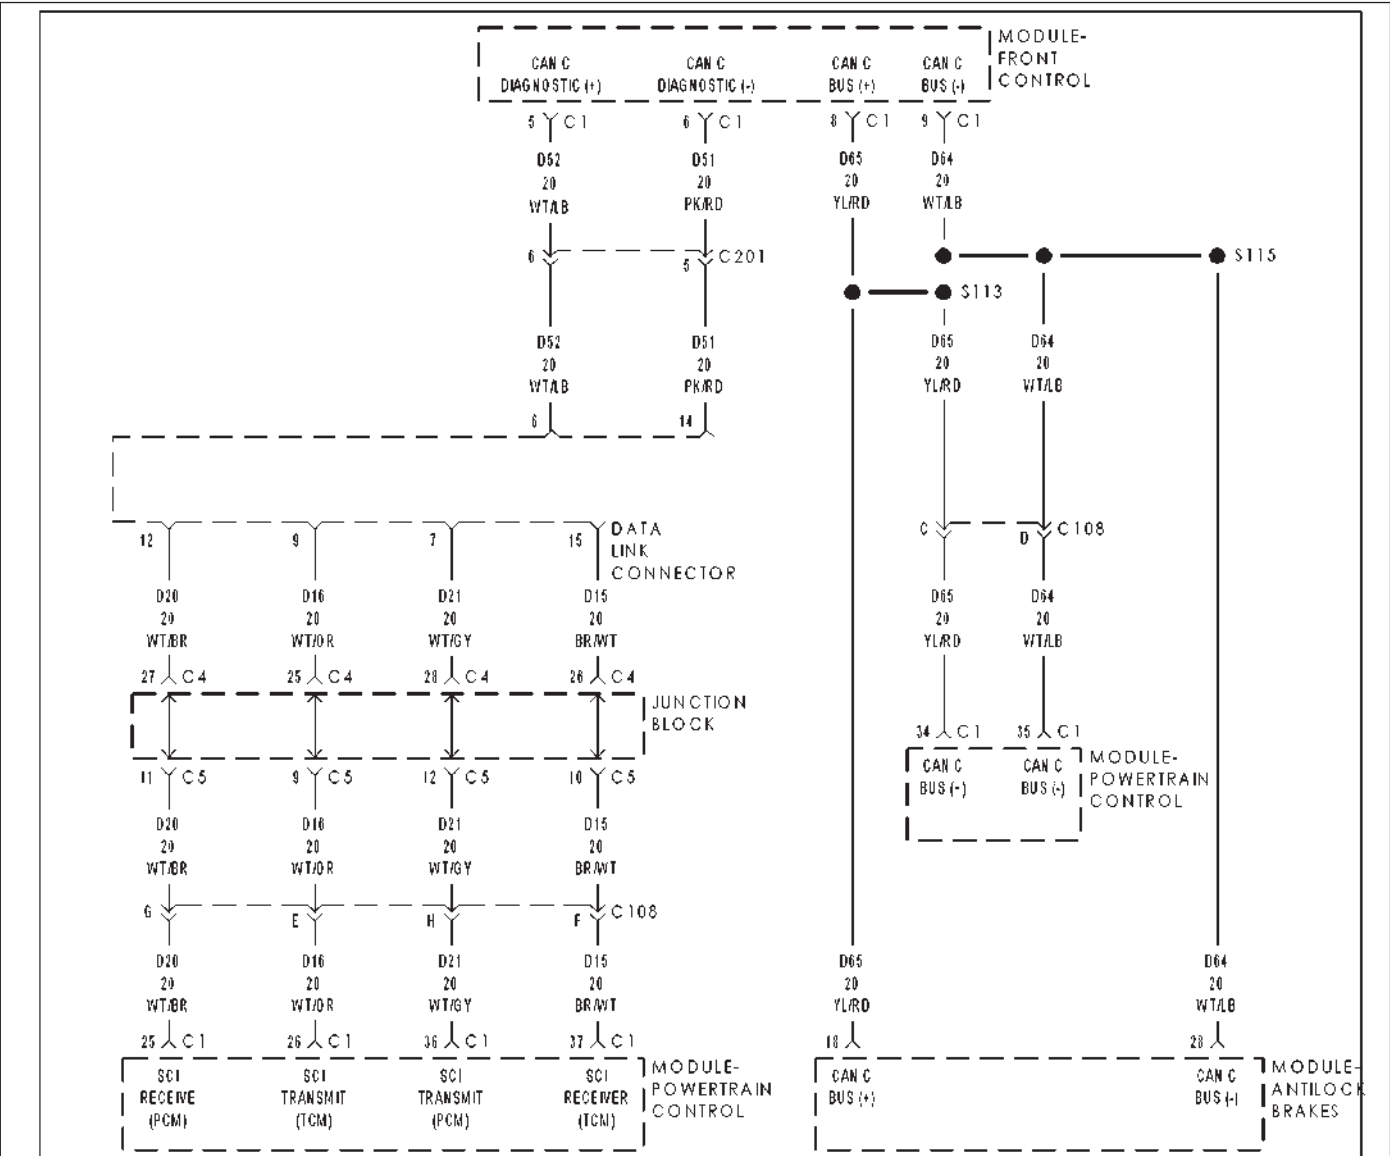 MODULE-
FRONT
CONTROL
CAN C
DIAGNOSTIC (+)
CAN C
DIAGNOSTIC (-)
CAN C
BUS (+)
CAN C
BUS (-)
5 C1
6 C1
8 C1
9 C1
D52
20
WT/LB
D51
20
PK/RD
D65
20
YL/RD
D64
20
WT/LB
6
5
C201
S115
S113
D52
20
WT/LB
D51
20
PK/RD
D65
20
YL/RD
D64
20
WT/LB
6
14
12
9
7
15
DATA
LINK
CONNECTOR
C
D
C108
D20
20
WT/BR
D16
20
WT/OR
D21
20
WT/GY
D15
20
BR/WT
D65
20
YL/RD
D64
20
WT/LB
27 C4
25 C4
28 C4
26 C4
JUNCTION
BLOCK
34 C1
35 C1
CAN C
BUS (-)
CAN C
BUS (-)
MODULE-
POWERTRAIN
CONTROL
11 C5
9 C5
12 C5
10 C5
D20
20
WT/BR
D16
20
WT/OR
D21
20
WT/GY
D15
20
BR/WT
G
E
H
F
C108
D20
20
WT/BR
D16
20
WT/OR
D21
20
WT/GY
D15
20
BR/WT
D65
20
YL/RD
D64
20
WT/LB
25 C1
26 C1
36 C1
37 C1
18
28
SCI
RECEIVE
(PCM)
SCI
TRANSMIT
(TCM)
SCI
TRANSMIT
(PCM)
SCI
RECEIVER
(TCM)
MODULE-
POWERTRAIN
CONTROL
CAN C
BUS (+)
CAN C
BUS (-)
MODULE-
ANTILOCK
BRAKES